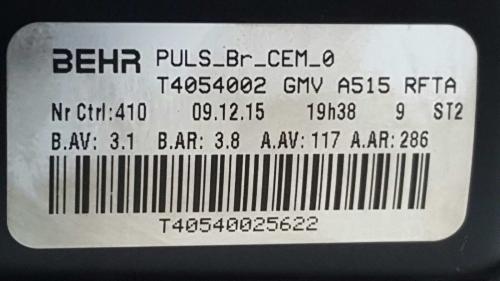 BEHR PULS_Br_CEM_0
T4054002 GMV A515 RFTA
Nr Ctrl:410 09.12.15 19h38 9 ST2
B.AV: 3.1 B.AR: 3.8 A.AV: 117 A.AR: 286
T40540025622